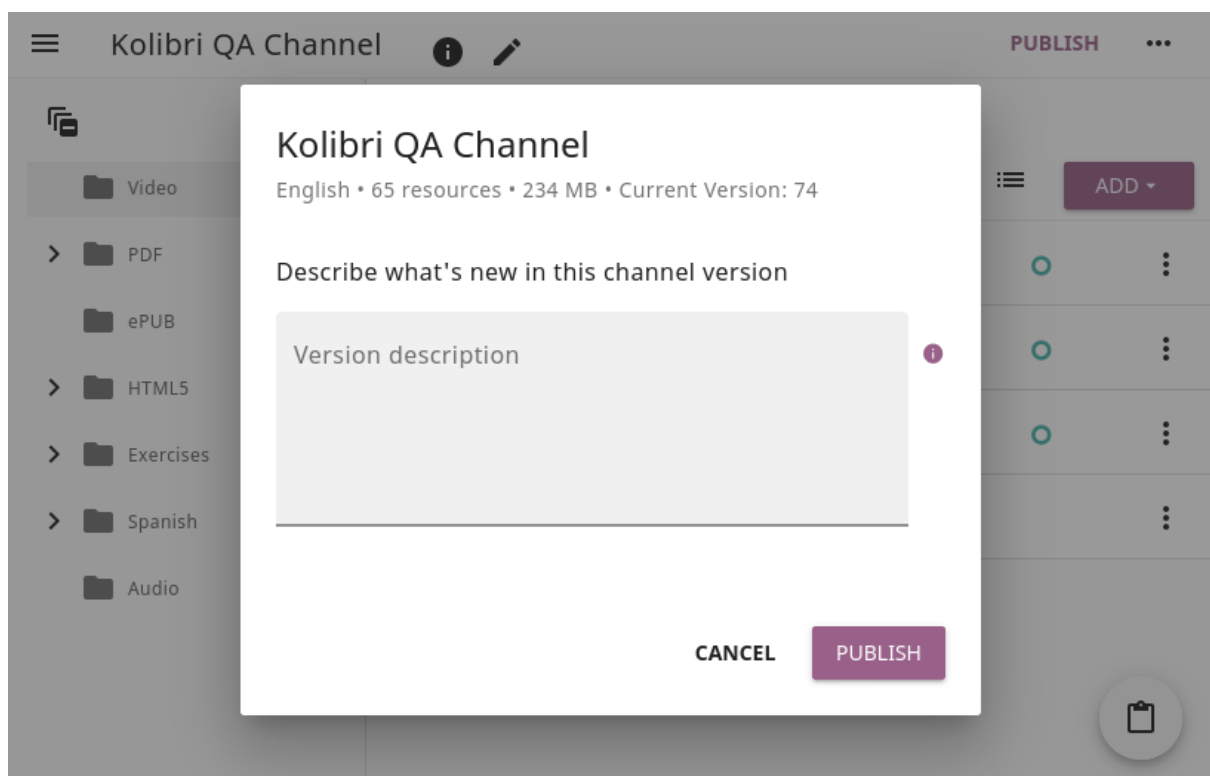 Kolibri QA Channel
PUBLISH
Video
PDF
ePUB
HTML5
Exercises
Spanish
Audio
ADD
Kolibri QA Channel
English • 65 resources • 234 MB • Current Version: 74
Describe what's new in this channel version
Version description
CANCEL
PUBLISH